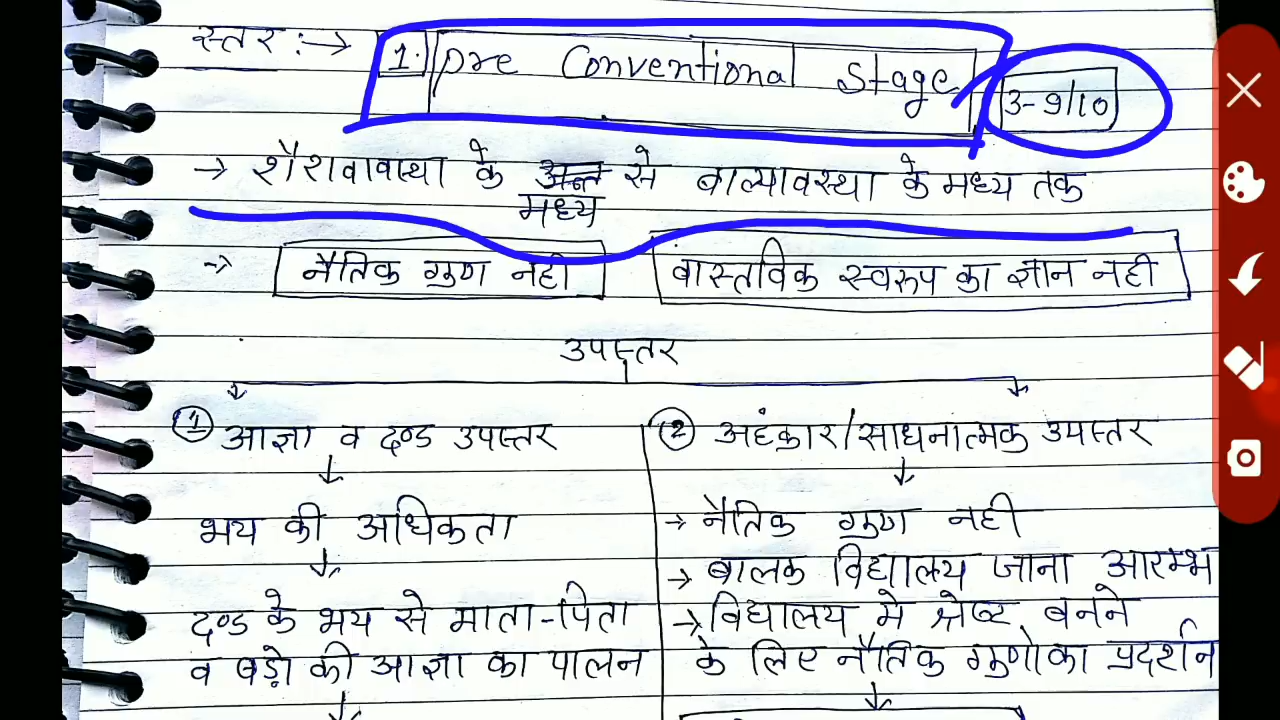 स्तर :→ 1. pre Conventional Stage 3-9/10
→ शैशवावस्था के अन्त से बाल्यावस्था के मध्य तक
मध्य
→ नैतिक गुण नही वास्तविक स्वरुप का ज्ञान नही
उपस्तर
① आज्ञा व दण्ड उपस्तर
↓
भय की अधिकता
↓
दण्ड के भय से माता-पिता
व बड़ो की आज्ञा का पालन
↓
② अहंकार/साधनात्मक उपस्तर
↓
→ नैतिक गुण नही
→ बालक विद्यालय जाना आरम्भ
→ विद्यालय मे श्रेष्ट बनने
के लिए नैतिक गुणो का प्रदर्शन
↓